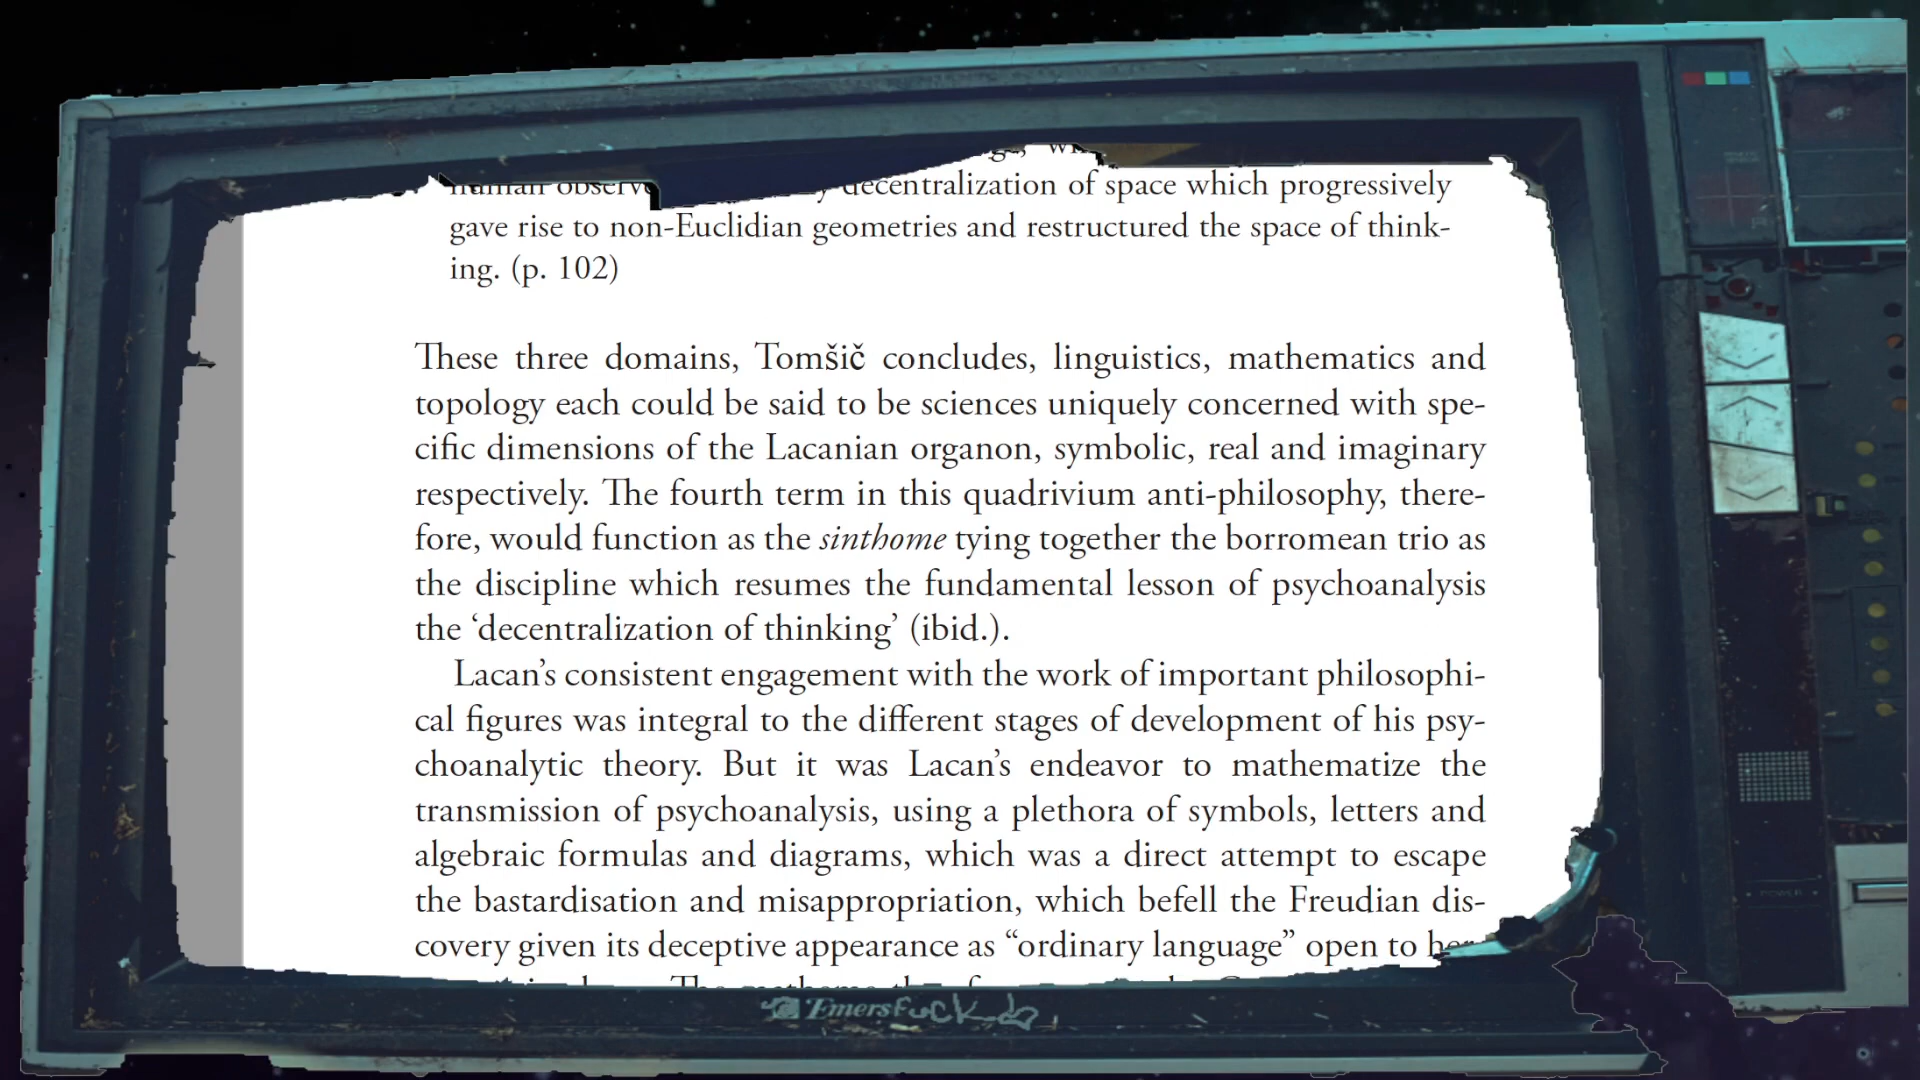 decentralization of space which progressively
gave rise to non-Euclidian geometries and restructured the space of think-
ing. (p. 102)
These three domains, Tomšič concludes, linguistics, mathematics and
topology each could be said to be sciences uniquely concerned with spe-
cific dimensions of the Lacanian organon, symbolic, real and imaginary
respectively. The fourth term in this quadrivium anti-philosophy, there-
fore, would function as the sinthome tying together the borromean trio as
the discipline which resumes the fundamental lesson of psychoanalysis
the ‘decentralization of thinking’ (ibid.).
Lacan’s consistent engagement with the work of important philosophi-
cal figures was integral to the different stages of development of his psy-
choanalytic theory. But it was Lacan’s endeavor to mathematize the
transmission of psychoanalysis, using a plethora of symbols, letters and
algebraic formulas and diagrams, which was a direct attempt to escape
the bastardisation and misappropriation, which befell the Freudian dis-
covery given its deceptive appearance as “ordinary language” open to
EmersFuCK
POWER